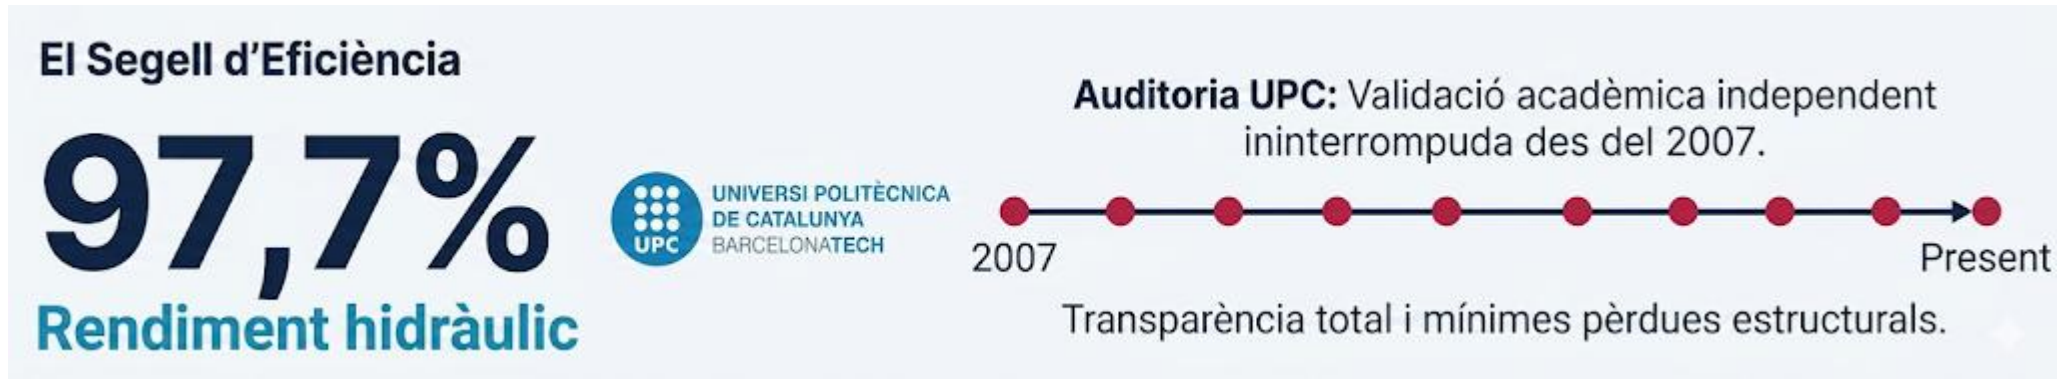 El Segell d'Eficiència
97,7%
Rendiment hidràulic
UPC
UNIVERSI POLITÈCNICA
DE CATALUNYA
BARCELONATECH
Auditoria UPC: Validació acadèmica independent
ininterrompuda des del 2007.
2007
Present
Transparència total i mínimes pèrdues estructurals.